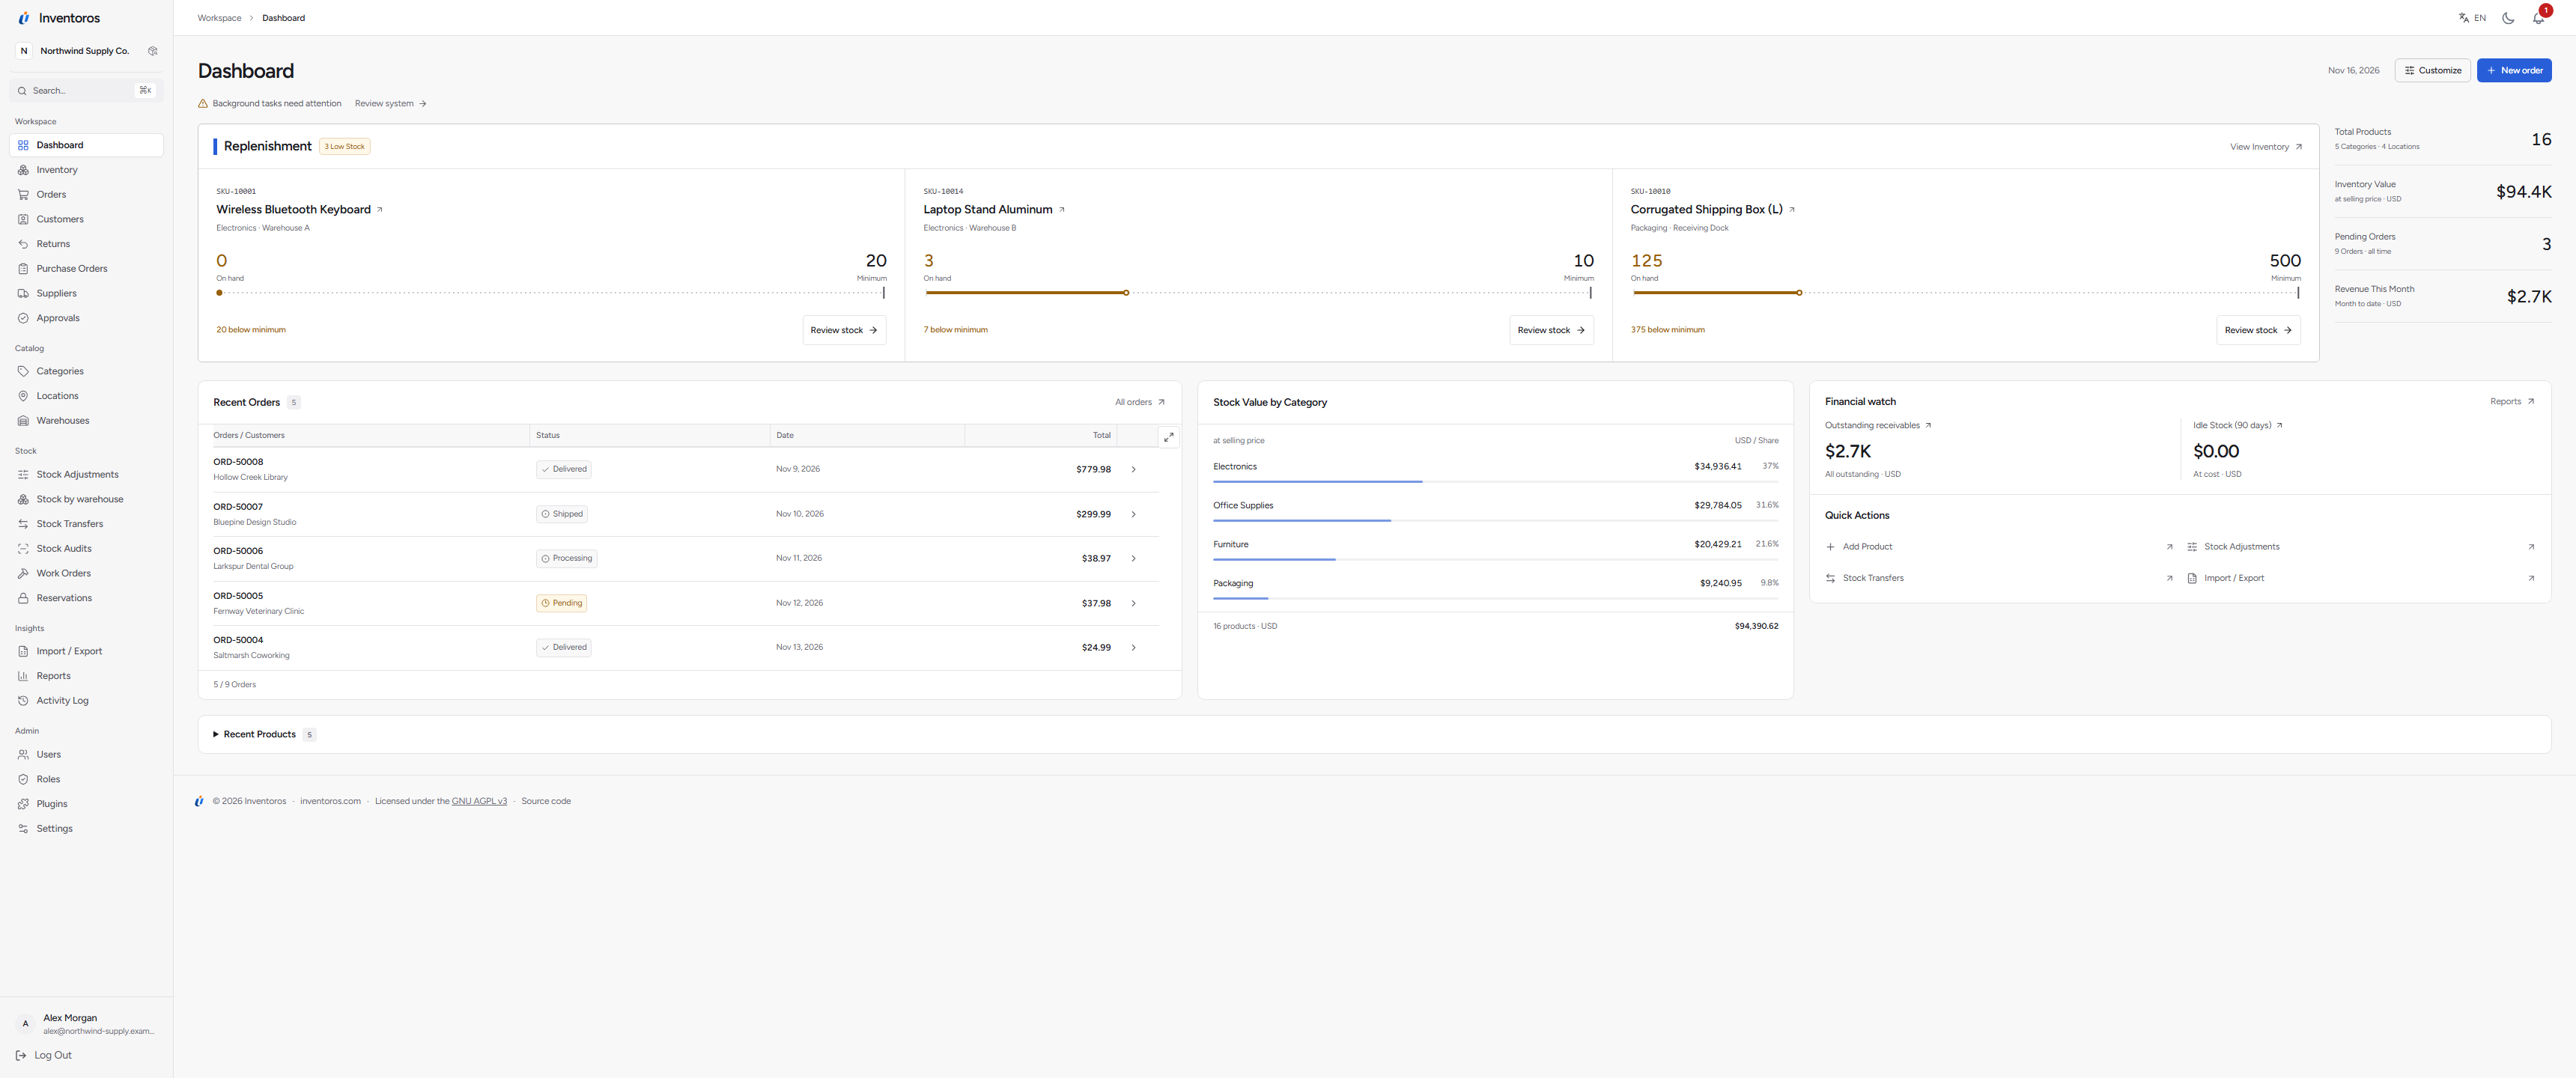 Inventoros
N Northwind Supply Co.
Search... ⌘K
Workspace
Dashboard
Inventory
Orders
Customers
Returns
Purchase Orders
Suppliers
Approvals
Catalog
Categories
Locations
Warehouses
Stock
Stock Adjustments
Stock by warehouse
Stock Transfers
Stock Audits
Work Orders
Reservations
Insights
Import / Export
Reports
Activity Log
Admin
Users
Roles
Plugins
Settings
A
Alex Morgan
alex@northwind-supply.exam...
Log Out
Workspace > Dashboard
EN
1
Dashboard
Nov 16, 2026
Customize
+ New order
Background tasks need attention
Review system →
Replenishment
3 Low Stock
View Inventory
SKU-10001
Wireless Bluetooth Keyboard
Electronics · Warehouse A
0 20
On hand Minimum
20 below minimum
Review stock →
SKU-10014
Laptop Stand Aluminum
Electronics · Warehouse B
3 10
On hand Minimum
7 below minimum
Review stock →
SKU-10010
Corrugated Shipping Box (L)
Packaging · Receiving Dock
125 500
On hand Minimum
375 below minimum
Review stock →
Total Products
5 Categories · 4 Locations
16
Inventory Value
at selling price · USD
$94.4K
Pending Orders
9 Orders · all time
3
Revenue This Month
Month to date · USD
$2.7K
Recent Orders 5
All orders
Orders / Customers Status Date Total
ORD-50008
Hollow Creek Library
Delivered Nov 9, 2026 $779.98
ORD-50007
Bluepine Design Studio
Shipped Nov 10, 2026 $299.99
ORD-50006
Larkspur Dental Group
Processing Nov 11, 2026 $38.97
ORD-50005
Fernway Veterinary Clinic
Pending Nov 12, 2026 $37.98
ORD-50004
Saltmarsh Coworking
Delivered Nov 13, 2026 $24.99
5 / 9 Orders
Stock Value by Category
at selling price USD / Share
Electronics $34,936.41 37%
Office Supplies $29,784.05 31.6%
Furniture $20,429.21 21.6%
Packaging $9,240.95 9.8%
16 products · USD $94,390.62
Financial watch
Reports
Outstanding receivables
$2.7K
All outstanding · USD
Idle Stock (90 days)
$0.00
At cost · USD
Quick Actions
Add Product
Stock Adjustments
Stock Transfers
Import / Export
Recent Products 5
© 2026 Inventoros · inventoros.com · Licensed under the GNU AGPL v3 · Source code